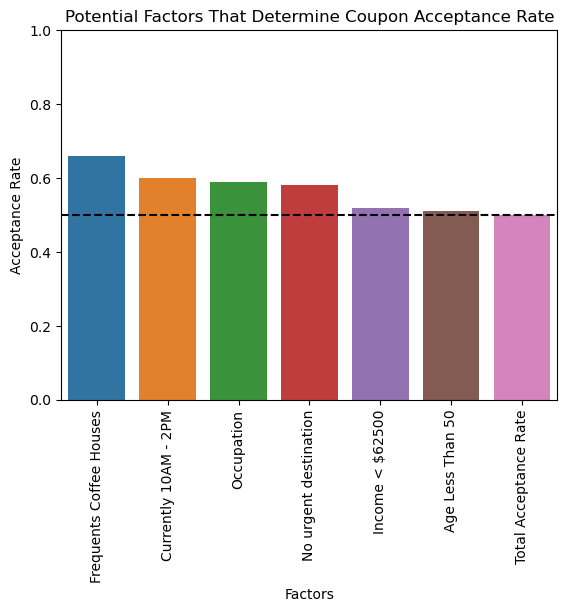 Potential Factors That Determine Coupon Acceptance Rate
1.0
0.8
0.6
0.4
0.2
0.0
Acceptance Rate
Frequents Coffee Houses
Currently 10AM - 2PM
Occupation
No urgent destination
Income < $62500
Age Less Than 50
Total Acceptance Rate
Factors